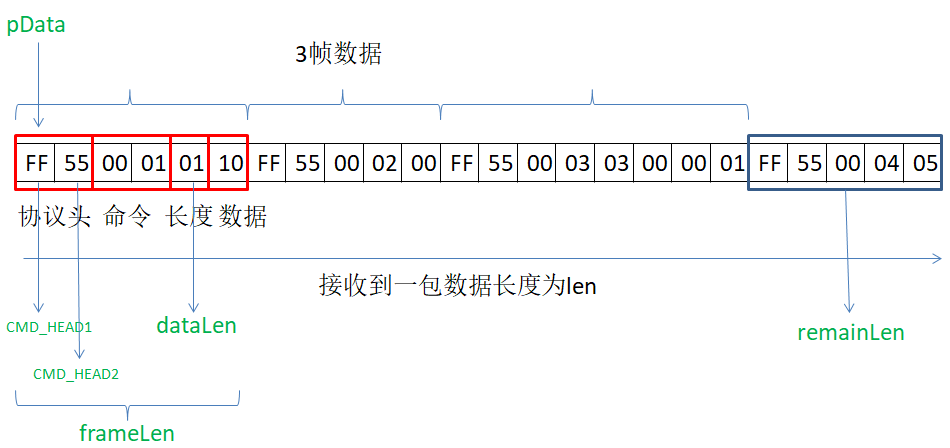 pData
3帧数据
FF 55 00 01 01 10 FF 55 00 02 00 FF 55 00 03 03 00 00 01 FF 55 00 04 05
协议头 命令 长度 数据
接收到一包数据长度为len
CMD_HEAD1
dataLen
remainLen
CMD_HEAD2
frameLen